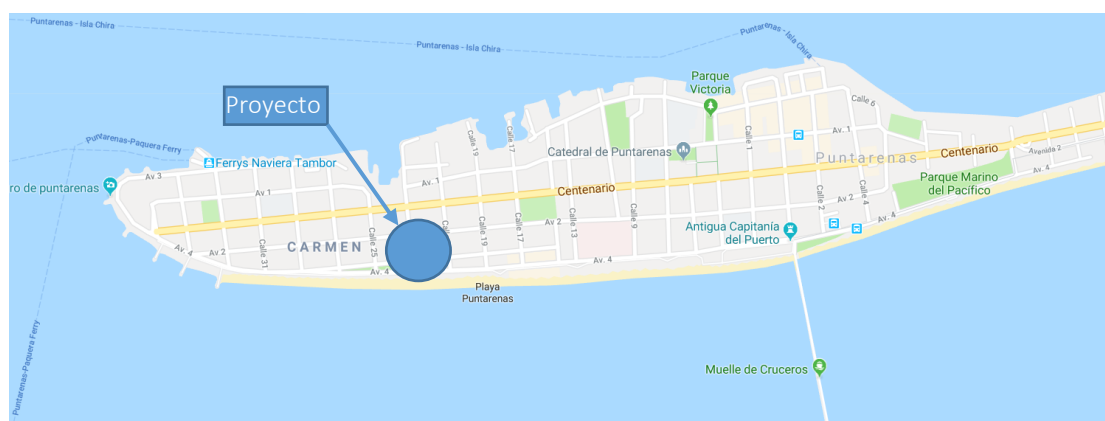 Puntarenas - Isla Chira
Puntarenas - Isla Chira
Puntarenas - Isla Chira
Proyecto
Parque
Victoria
Calle 6
Puntarenas-Paquera Ferry
Calle 19
Calle 17
Calle 1
Av. 1
Ferrys Naviera Tambor
Catedral de Puntarenas
Puntarenas
Centenario
Avenida 2
Av. 4
ro de puntarenas
Av 3
Av. 1
Av 1
Centenario
Parque Marino
del Pacífico
Calle 2
Calle 4
Av 2
Av 2
Antigua Capitanía
del Puerto
Av. 4
Calle 19
Calle 17
Calle 13
Calle 9
CARMEN
Calle 25
Calle 31
Av 2
Av. 4
Av. 4
Av. 4
Playa
Puntarenas
Puntarenas-Paquera Ferry
Muelle de Cruceros